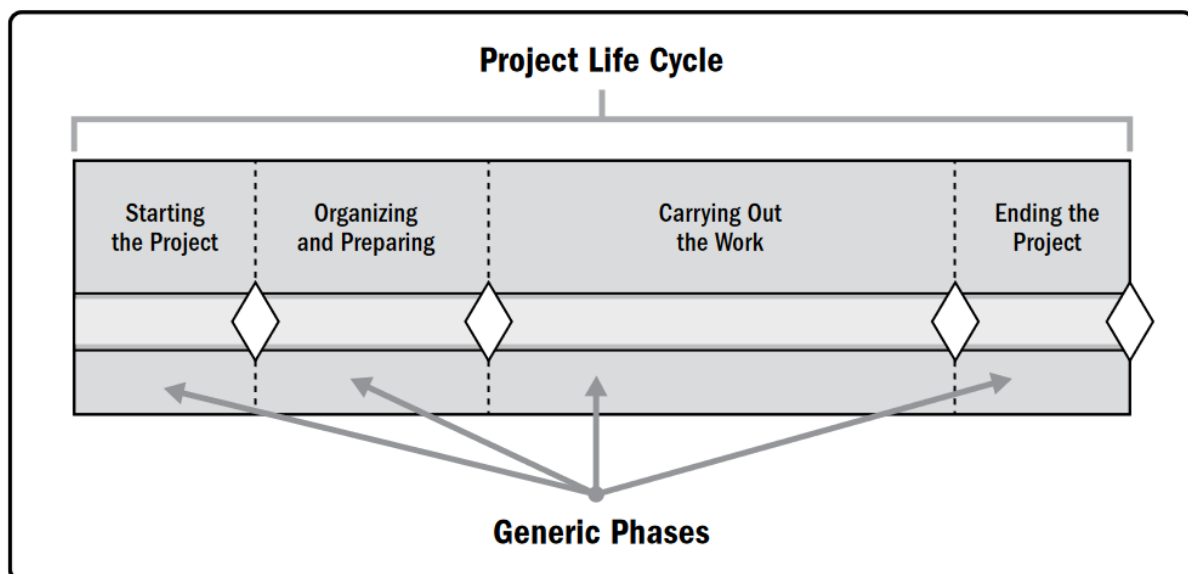 Project Life Cycle
Starting
the Project
Organizing
and Preparing
Carrying Out
the Work
Ending the
Project
Generic Phases